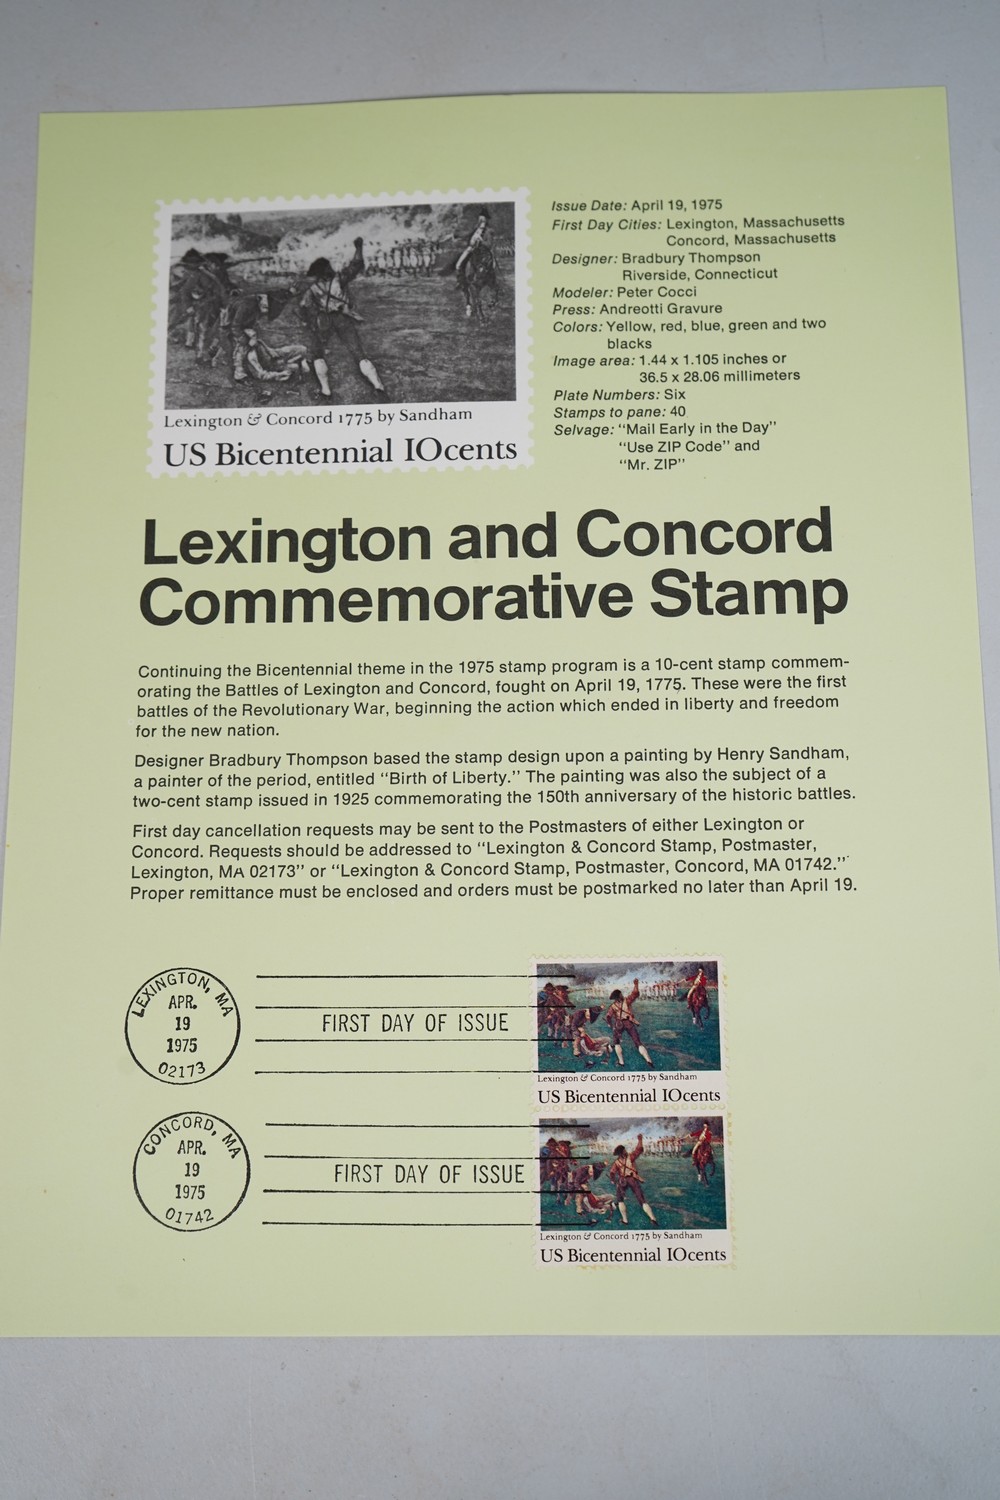 Lexington & Concord 1775 by Sandham
US Bicentennial 10cents
Issue Date: April 19, 1975
First Day Cities: Lexington, Massachusetts
Concord, Massachusetts
Designer: Bradbury Thompson
Riverside, Connecticut
Modeler: Peter Cocci
Press: Andreotti Gravure
Colors: Yellow, red, blue, green and two
blacks
Image area: 1.44 x 1.105 inches or
36.5 x 28.06 millimeters
Plate Numbers: Six
Stamps to pane: 40
Selvage: "Mail Early in the Day"
"Use ZIP Code" and
"Mr. ZIP"
Lexington and Concord
Commemorative Stamp
Continuing the Bicentennial theme in the 1975 stamp program is a 10-cent stamp commem-
orating the Battles of Lexington and Concord, fought on April 19, 1775. These were the first
battles of the Revolutionary War, beginning the action which ended in liberty and freedom
for the new nation.
Designer Bradbury Thompson based the stamp design upon a painting by Henry Sandham,
a painter of the period, entitled "Birth of Liberty." The painting was also the subject of a
two-cent stamp issued in 1925 commemorating the 150th anniversary of the historic battles.
First day cancellation requests may be sent to the Postmasters of either Lexington or
Concord. Requests should be addressed to "Lexington & Concord Stamp, Postmaster,
Lexington, MA 02173" or "Lexington & Concord Stamp, Postmaster, Concord, MA 01742."
Proper remittance must be enclosed and orders must be postmarked no later than April 19.
LEXINGTON, MA
APR.
19
1975
02173
FIRST DAY OF ISSUE
Lexington & Concord 1775 by Sandham
US Bicentennial 10cents
CONCORD, MA
APR.
19
1975
01742
FIRST DAY OF ISSUE
Lexington & Concord 1775 by Sandham
US Bicentennial 10cents